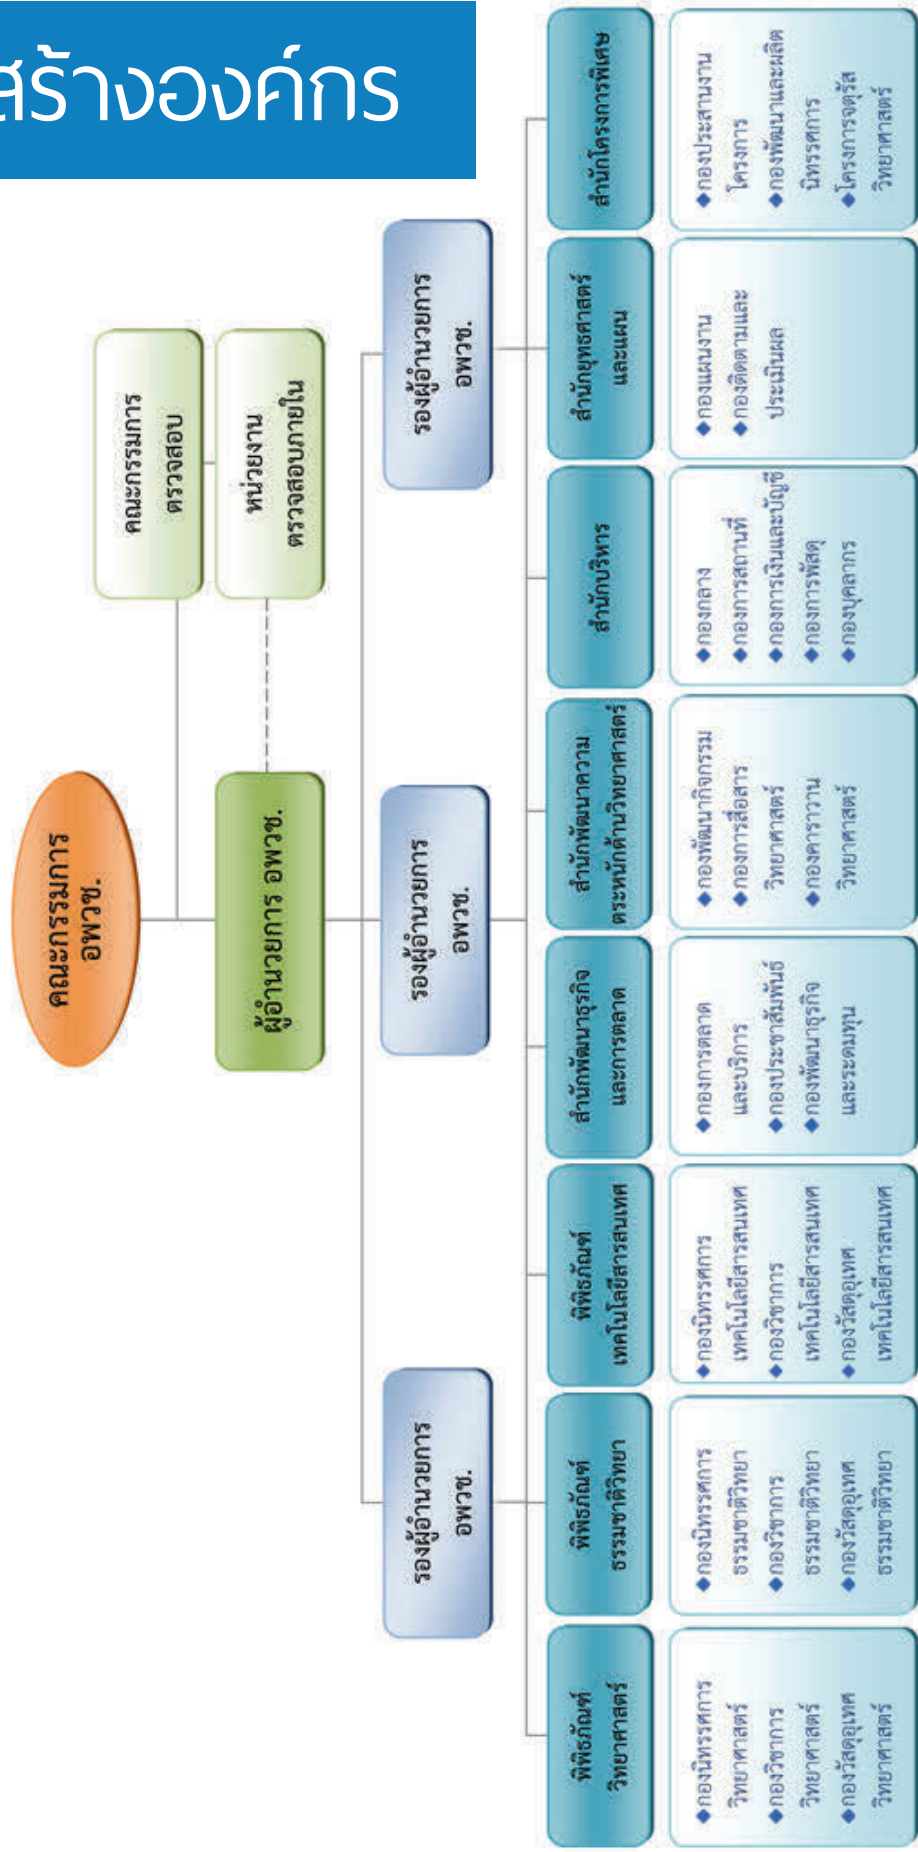 สร้างองค์กร
คณะกรรมการ
อพวช.
คณะกรรมการ
ตรวจสอบ
ผู้อำนวยการ อพวช.
หน่วยงาน
ตรวจสอบภายใน
รองผู้อำนวยการ
อพวช.
รองผู้อำนวยการ
อพวช.
รองผู้อำนวยการ
อพวช.
พิพิธภัณฑ์
วิทยาศาสตร์
◆กองนิทรรศการ
วิทยาศาสตร์
◆กองวิชาการ
วิทยาศาสตร์
◆กองวัสดุอุเทศ
วิทยาศาสตร์
พิพิธภัณฑ์
ธรรมชาติวิทยา
◆กองนิทรรศการ
ธรรมชาติวิทยา
◆กองวิชาการ
ธรรมชาติวิทยา
◆กองวัสดุอุเทศ
ธรรมชาติวิทยา
พิพิธภัณฑ์
เทคโนโลยีสารสนเทศ
◆กองนิทรรศการ
เทคโนโลยีสารสนเทศ
◆กองวิชาการ
เทคโนโลยีสารสนเทศ
◆กองวัสดุอุเทศ
เทคโนโลยีสารสนเทศ
สำนักพัฒนาธุรกิจ
และการตลาด
◆กองการตลาด
และบริการ
◆กองประชาสัมพันธ์
◆กองพัฒนาธุรกิจ
และระดมทุน
สำนักพัฒนาความ
ตระหนักด้านวิทยาศาสตร์
◆กองพัฒนากิจกรรม
◆กองการสื่อสาร
วิทยาศาสตร์
◆กองคาราวาน
วิทยาศาสตร์
สำนักบริหาร
◆กองกลาง
◆กองการสถานที่
◆กองการเงินและบัญชี
◆กองการพัสดุ
◆กองบุคลากร
สำนักยุทธศาสตร์
และแผน
◆กองแผนงาน
◆กองติดตามและ
ประเมินผล
สำนักโครงการพิเศษ
◆กองประสานงาน
โครงการ
◆กองพัฒนาและผลิต
นิทรรศการ
◆โครงการจตุรัส
วิทยาศาสตร์